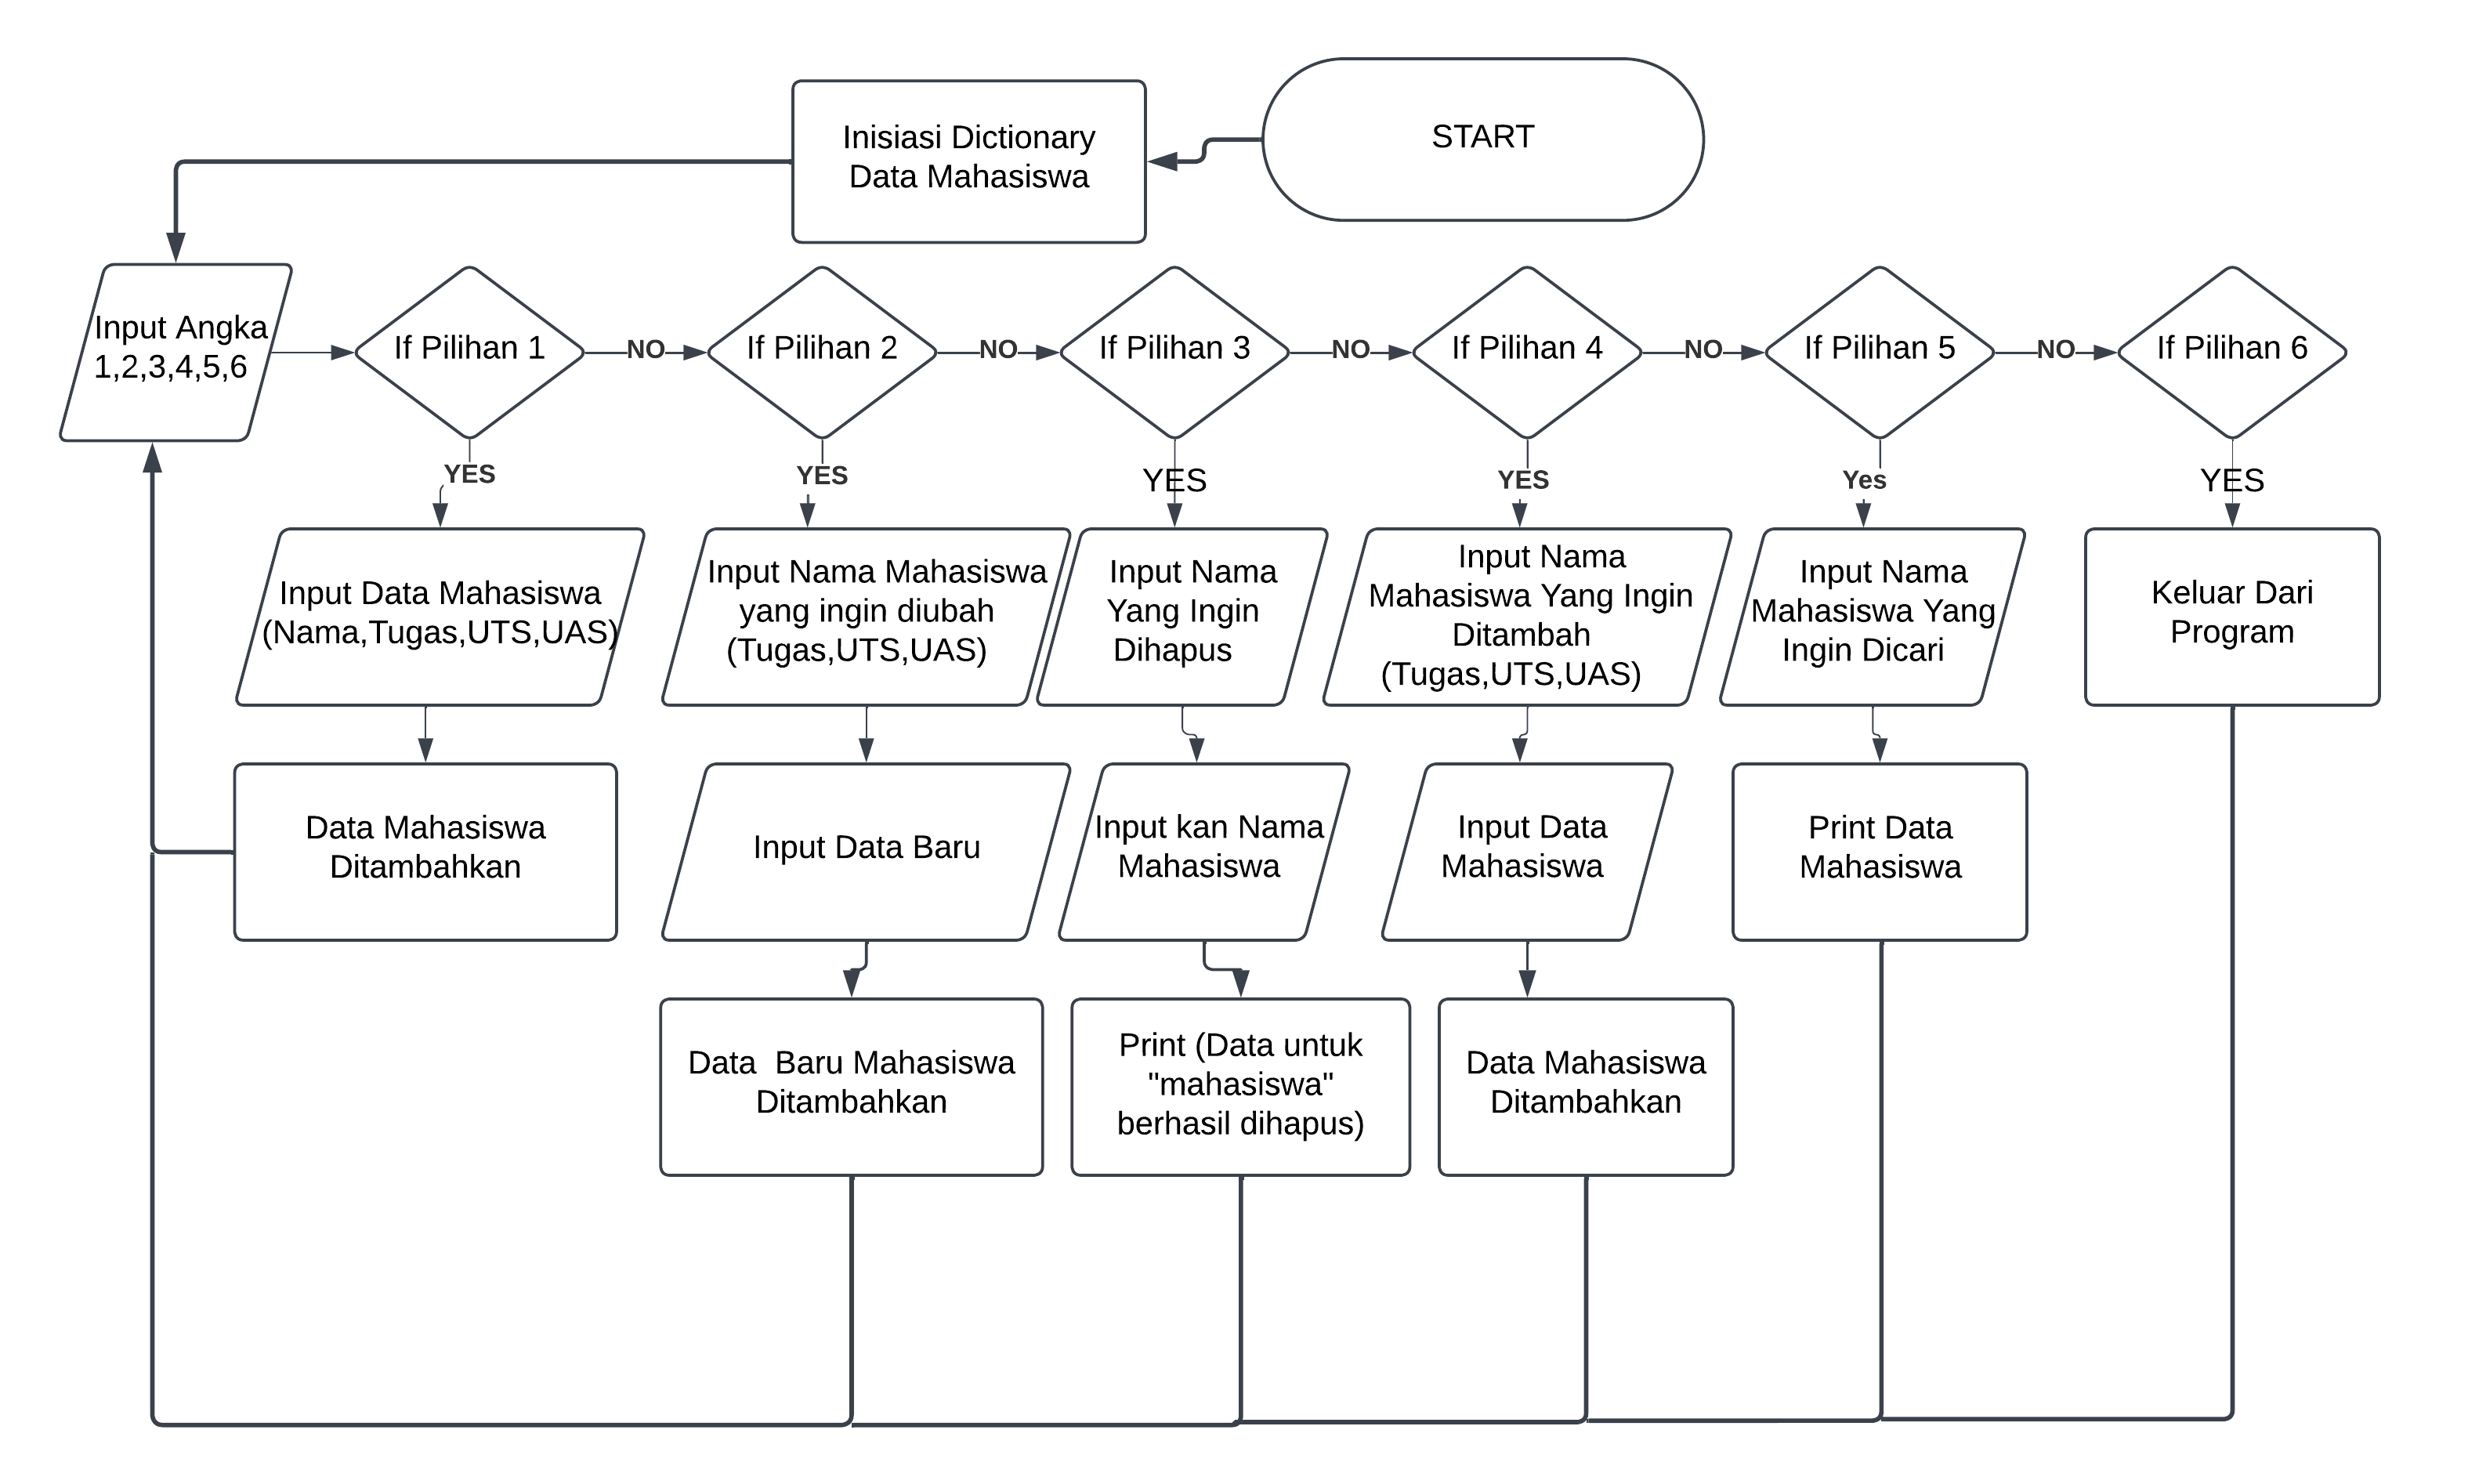 START
Inisiasi Dictionary
Data Mahasiswa
Input Angka
1,2,3,4,5,6
If Pilihan 1
NO
If Pilihan 2
NO
If Pilihan 3
NO
If Pilihan 4
NO
If Pilihan 5
NO
If Pilihan 6
YES
YES
YES
YES
Yes
YES
Input Data Mahasiswa
(Nama,Tugas,UTS,UAS)
Input Nama Mahasiswa
yang ingin diubah
(Tugas,UTS,UAS)
Input Nama
Yang Ingin
Dihapus
Input Nama
Mahasiswa Yang Ingin
Ditambah
(Tugas,UTS,UAS)
Input Nama
Mahasiswa Yang
Ingin Dicari
Keluar Dari
Program
Data Mahasiswa
Ditambahkan
Input Data Baru
Input kan Nama
Mahasiswa
Input Data
Mahasiswa
Print Data
Mahasiswa
Data  Baru Mahasiswa
Ditambahkan
Print (Data untuk
"mahasiswa"
berhasil dihapus)
Data Mahasiswa
Ditambahkan